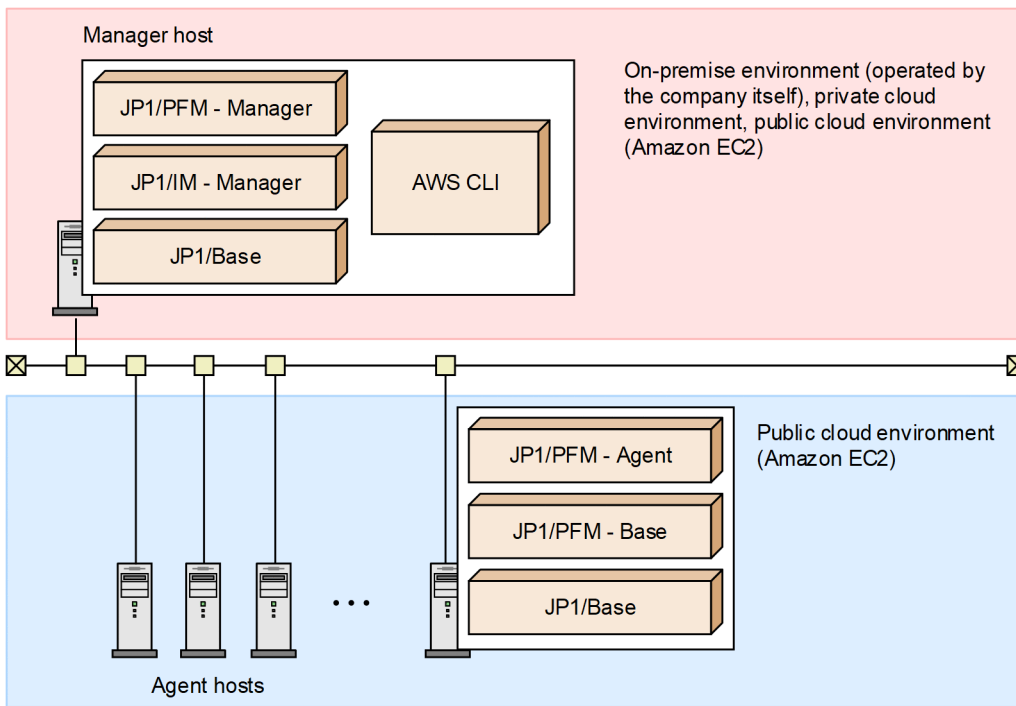 Manager host
JP1/PFM - Manager
JP1/IM - Manager
JP1/Base
AWS CLI
On-premise environment (operated by
the company itself), private cloud
environment, public cloud environment
(Amazon EC2)
JP1/PFM - Agent
JP1/PFM - Base
JP1/Base
Public cloud environment
(Amazon EC2)
Agent hosts